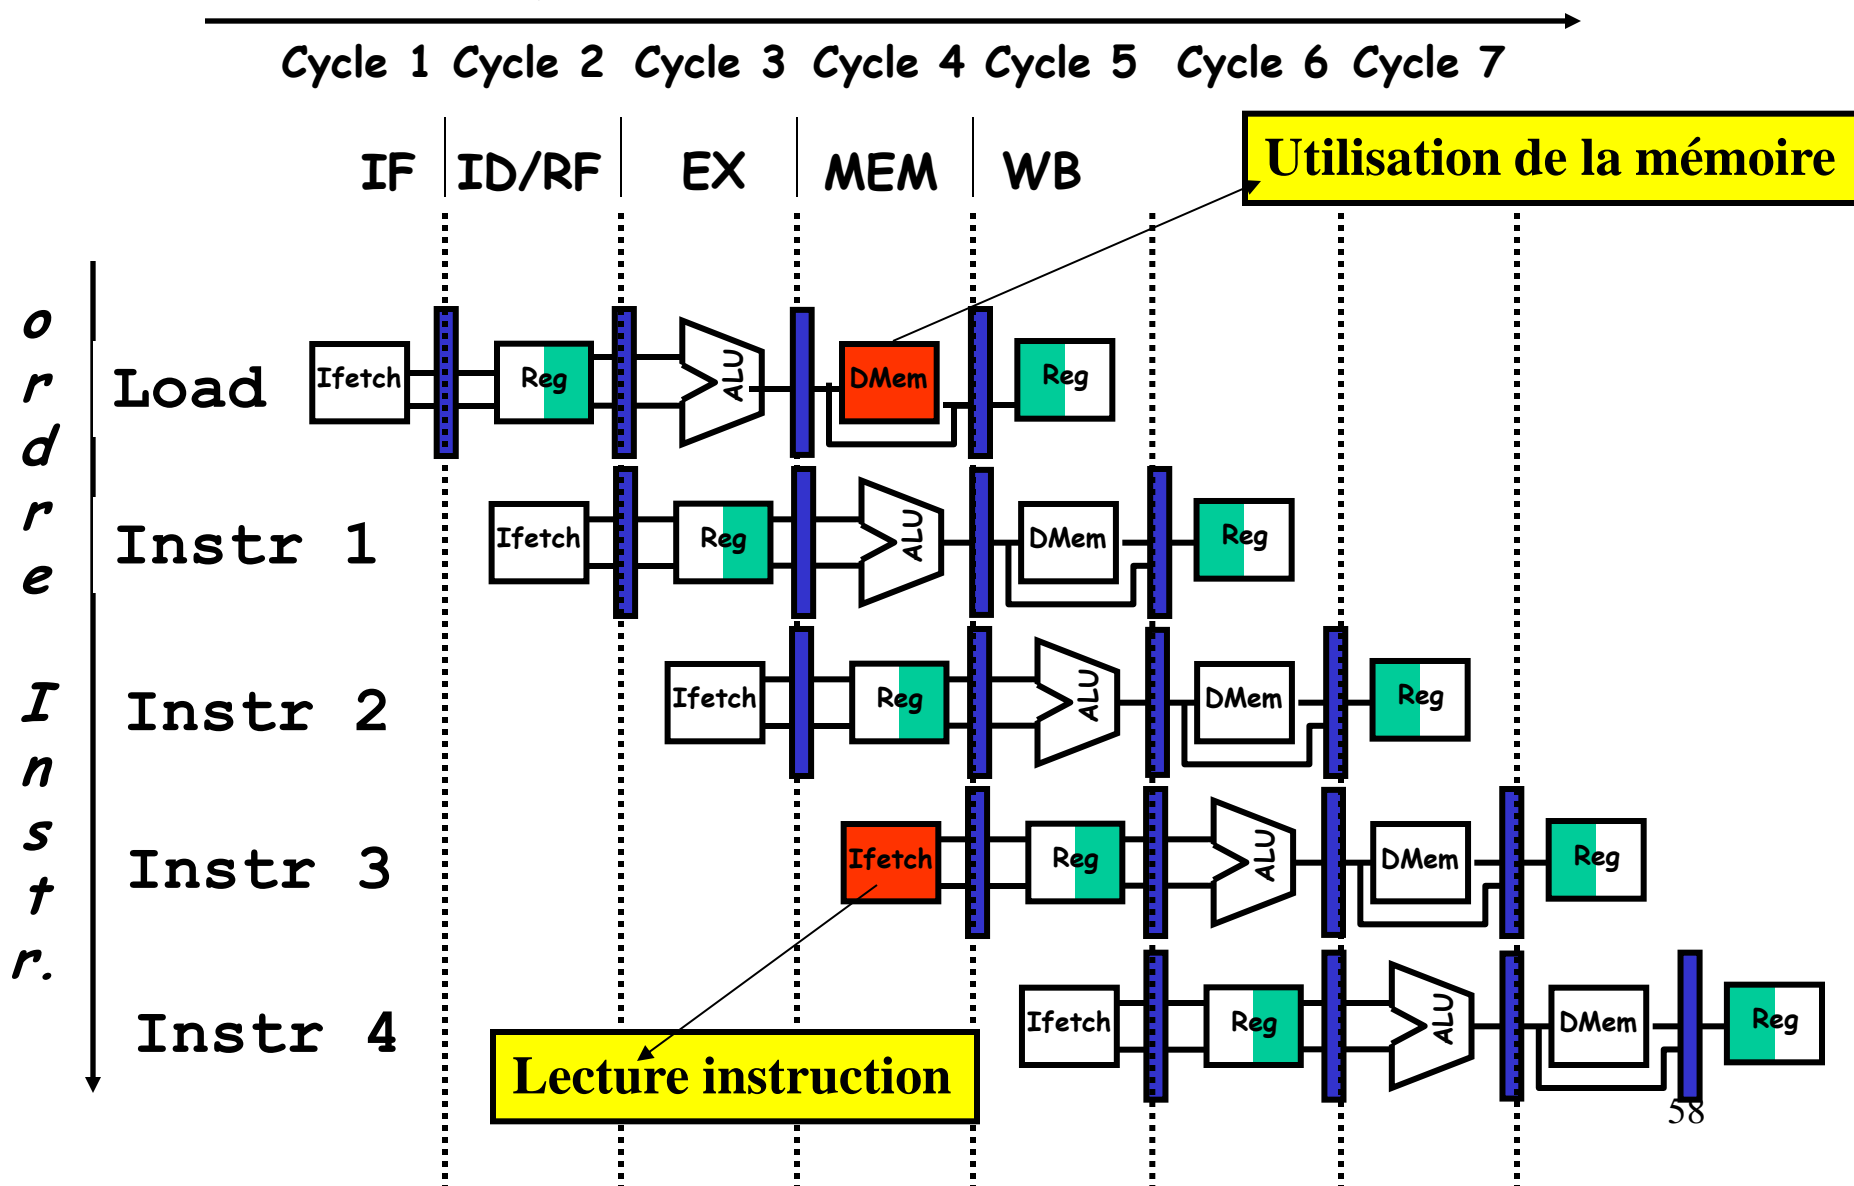 Cycle 1 Cycle 2 Cycle 3 Cycle 4 Cycle 5 Cycle 6 Cycle 7
IF ID/RF EX MEM WB
Utilisation de la mémoire
ordre Instr.
Load Ifetch Reg ALU DMem Reg
Instr 1 Ifetch Reg ALU DMem Reg
Instr 2 Ifetch Reg ALU DMem Reg
Instr 3 Ifetch Reg ALU DMem Reg
Instr 4 Ifetch Reg ALU DMem Reg
Lecture instruction
58